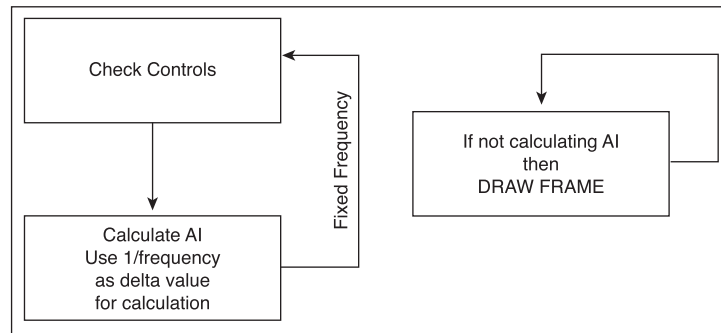 Check Controls
Calculate AI
Use 1/frequency
as delta value
for calculation
Fixed Frequency
If not calculating AI
then
DRAW FRAME